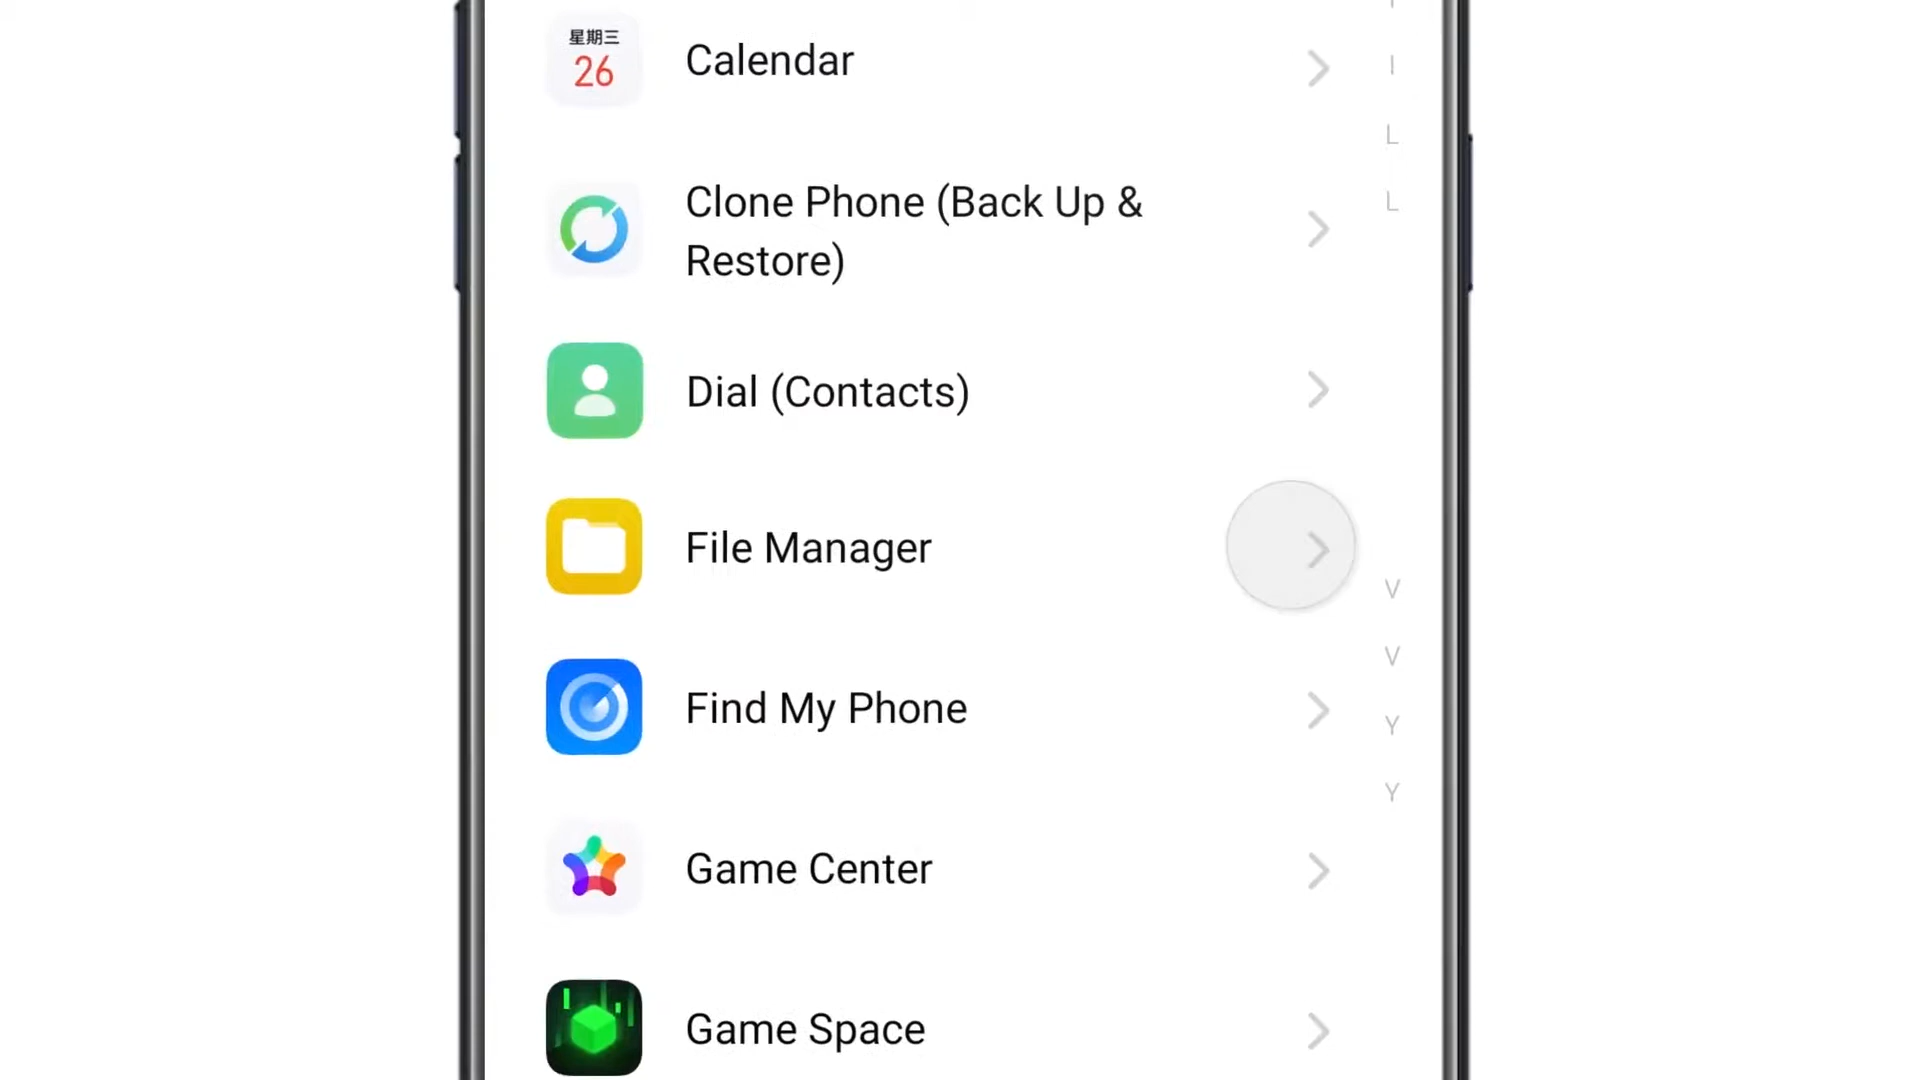 星期三
26
Calendar
Clone Phone (Back Up &
Restore)
Dial (Contacts)
File Manager
Find My Phone
Game Center
Game Space
I
L
L
V
V
Y
Y